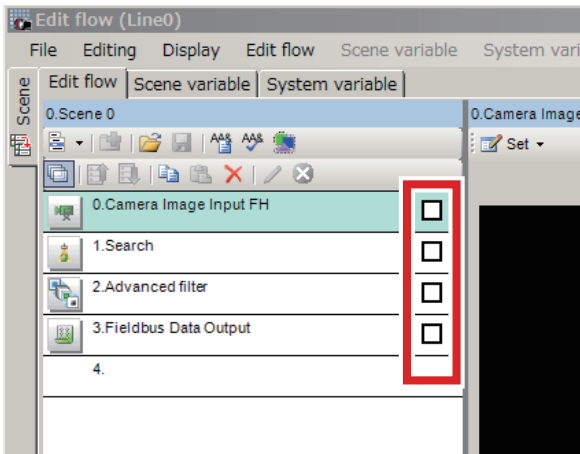 Edit flow (Line0)
File Editing Display Edit flow Scene variable System vari
Scene
Edit flow Scene variable System variable
0.Scene 0
0.Camera Image
Set
0.Camera Image Input FH
1.Search
2.Advanced filter
3.Fieldbus Data Output
4.